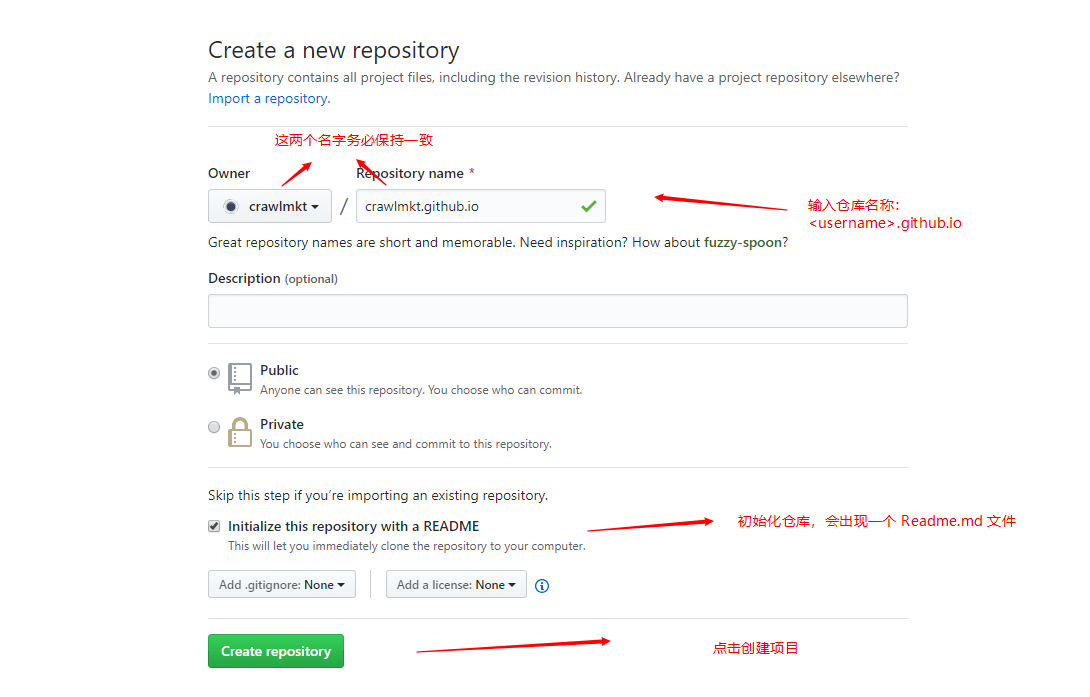 Create a new repository
A repository contains all project files, including the revision history. Already have a project repository elsewhere?
Import a repository.
这两个名字务必保持一致
Owner
Repository name *
crawlmkt
/
crawlmkt.github.io
输入仓库名称：
<username>.github.io
Great repository names are short and memorable. Need inspiration? How about fuzzy-spoon?
Description (optional)
Public
Anyone can see this repository. You choose who can commit.
Private
You choose who can see and commit to this repository.
Skip this step if you’re importing an existing repository.
Initialize this repository with a README
初始化仓库，会出现一个 Readme.md 文件
This will let you immediately clone the repository to your computer.
Add .gitignore: None
Add a license: None
Create repository
点击创建项目